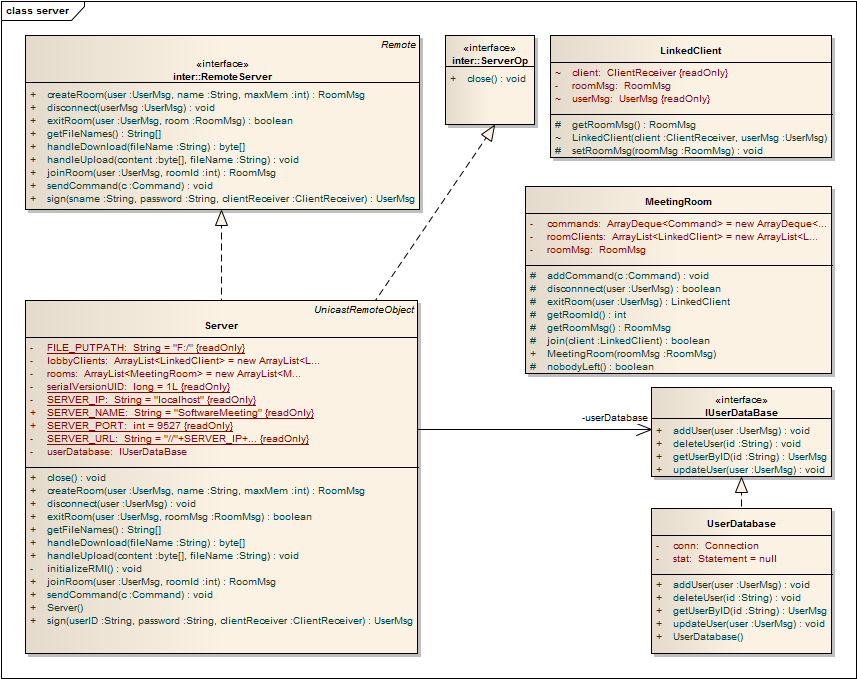 class server
Remote
«interface»
inter::RemoteServer
+ createRoom(user :UserMsg, name :String, maxMem :int) : RoomMsg
+ disconnect(userMsg :UserMsg) : void
+ exitRoom(user :UserMsg, room :RoomMsg) : boolean
+ getFileNames() : String[]
+ handleDownload(fileName :String) : byte[]
+ handleUpload(content :byte[], fileName :String) : void
+ joinRoom(user :UserMsg, roomId :int) : RoomMsg
+ sendCommand(c :Command) : void
+ sign(sname :String, password :String, clientReceiver :ClientReceiver) : UserMsg
«interface»
inter::ServerOp
+ close() : void
LinkedClient
~ client: ClientReceiver {readOnly}
- roomMsg: RoomMsg
~ userMsg: UserMsg {readOnly}
# getRoomMsg() : RoomMsg
~ LinkedClient(client :ClientReceiver, userMsg :UserMsg)
# setRoomMsg(roomMsg :RoomMsg) : void
MeetingRoom
- commands: ArrayDeque<Command> = new ArrayDeque<...
- roomClients: ArrayList<LinkedClient> = new ArrayList<L...
- roomMsg: RoomMsg
# addCommand(c :Command) : void
# disconnnect(user :UserMsg) : boolean
# exitRoom(user :UserMsg) : LinkedClient
# getRoomId() : int
# getRoomMsg() : RoomMsg
# join(client :LinkedClient) : boolean
+ MeetingRoom(roomMsg :RoomMsg)
# nobodyLeft() : boolean
UnicastRemoteObject
Server
- FILE_PUTPATH: String = "F:/" {readOnly}
- lobbyClients: ArrayList<LinkedClient> = new ArrayList<L...
- rooms: ArrayList<MeetingRoom> = new ArrayList<M...
- serialVersionUID: long = 1L {readOnly}
- SERVER_IP: String = "localhost" {readOnly}
+ SERVER_NAME: String = "SoftwareMeeting" {readOnly}
+ SERVER_PORT: int = 9527 {readOnly}
- SERVER_URL: String = "//"+SERVER_IP+... {readOnly}
- userDatabase: IUserDataBase
+ close() : void
+ createRoom(user :UserMsg, name :String, maxMem :int) : RoomMsg
+ disconnect(user :UserMsg) : void
+ exitRoom(user :UserMsg, roomMsg :RoomMsg) : boolean
+ getFileNames() : String[]
+ handleDownload(fileName :String) : byte[]
+ handleUpload(content :byte[], fileName :String) : void
- initializeRMI() : void
+ joinRoom(user :UserMsg, roomId :int) : RoomMsg
+ sendCommand(c :Command) : void
+ Server()
+ sign(userID :String, password :String, clientReceiver :ClientReceiver) : UserMsg
-userDatabase
«interface»
IUserDataBase
+ addUser(user :UserMsg) : void
+ deleteUser(id :String) : void
+ getUserByID(id :String) : UserMsg
+ updateUser(user :UserMsg) : void
UserDatabase
- conn: Connection
- stat: Statement = null
+ addUser(user :UserMsg) : void
+ deleteUser(id :String) : void
+ getUserByID(id :String) : UserMsg
+ updateUser(user :UserMsg) : void
+ UserDatabase()